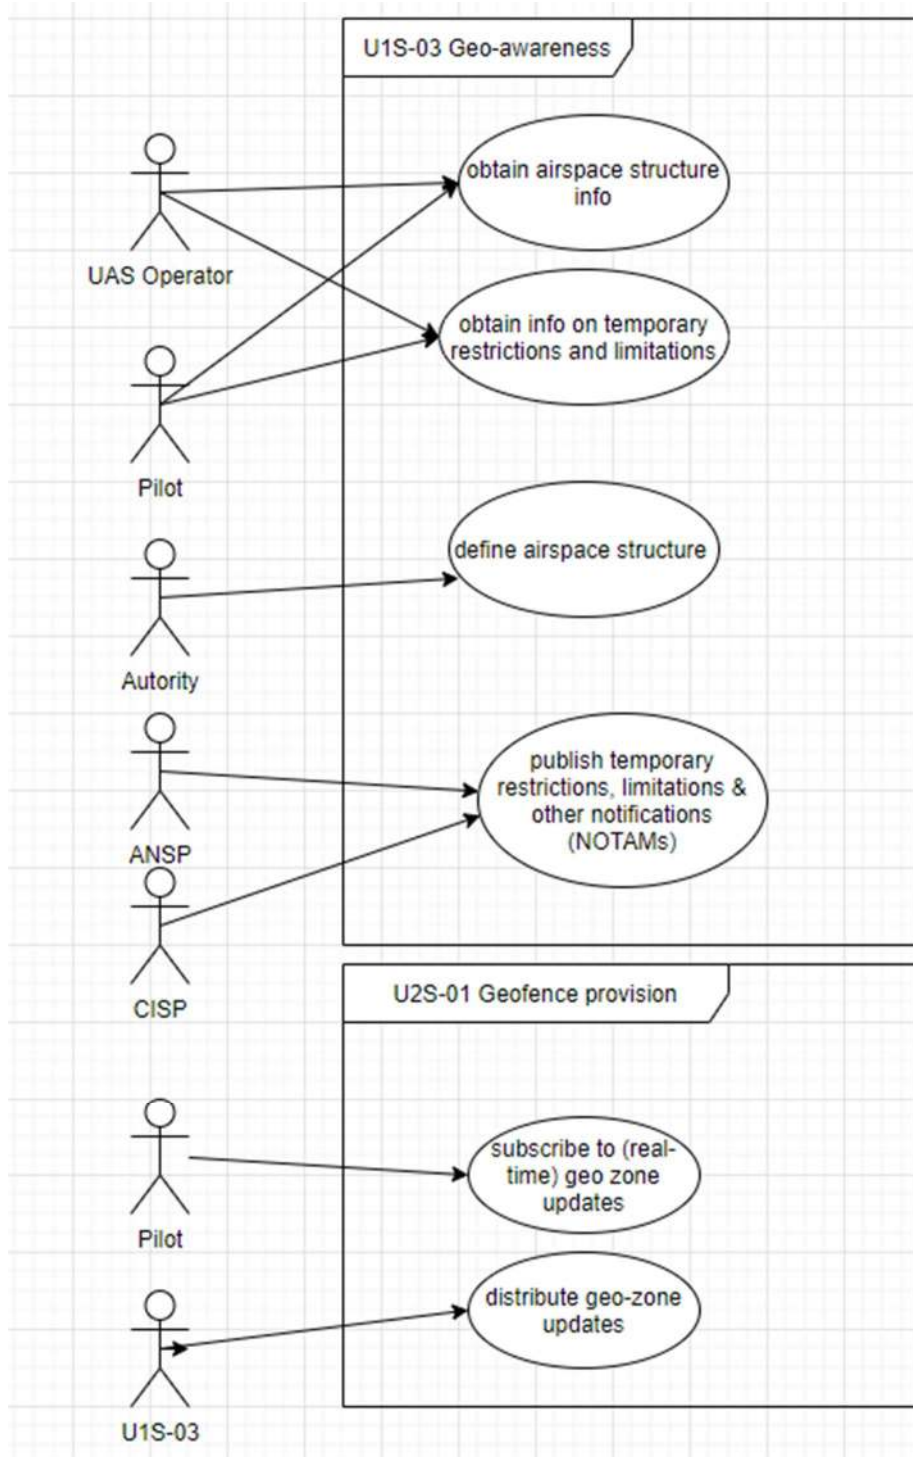 U1S-03 Geo-awareness
obtain airspace structure
info
UAS Operator
obtain info on temporary
restrictions and limitations
Pilot
define airspace structure
Autority
publish temporary
restrictions, limitations &
other notifications
(NOTAMs)
ANSP
CISP
U2S-01 Geofence provision
subscribe to (real-
time) geo zone
updates
Pilot
distribute geo-zone
updates
U1S-03